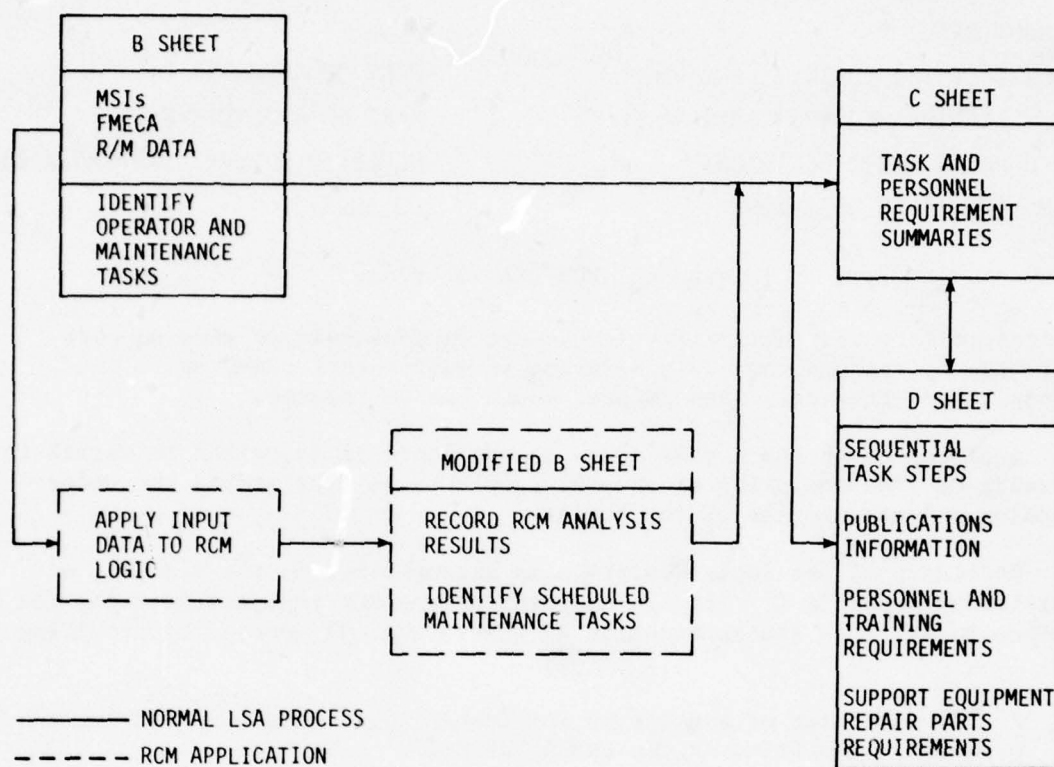 B SHEET
MSIs
FMECA
R/M DATA
IDENTIFY
OPERATOR AND
MAINTENANCE
TASKS
C SHEET
TASK AND
PERSONNEL
REQUIREMENT
SUMMARIES
APPLY INPUT
DATA TO RCM
LOGIC
MODIFIED B SHEET
RECORD RCM ANALYSIS
RESULTS
IDENTIFY SCHEDULED
MAINTENANCE TASKS
D SHEET
SEQUENTIAL
TASK STEPS
PUBLICATIONS
INFORMATION
PERSONNEL AND
TRAINING
REQUIREMENTS
SUPPORT EQUIPMENT
REPAIR PARTS
REQUIREMENTS
NORMAL LSA PROCESS
RCM APPLICATION